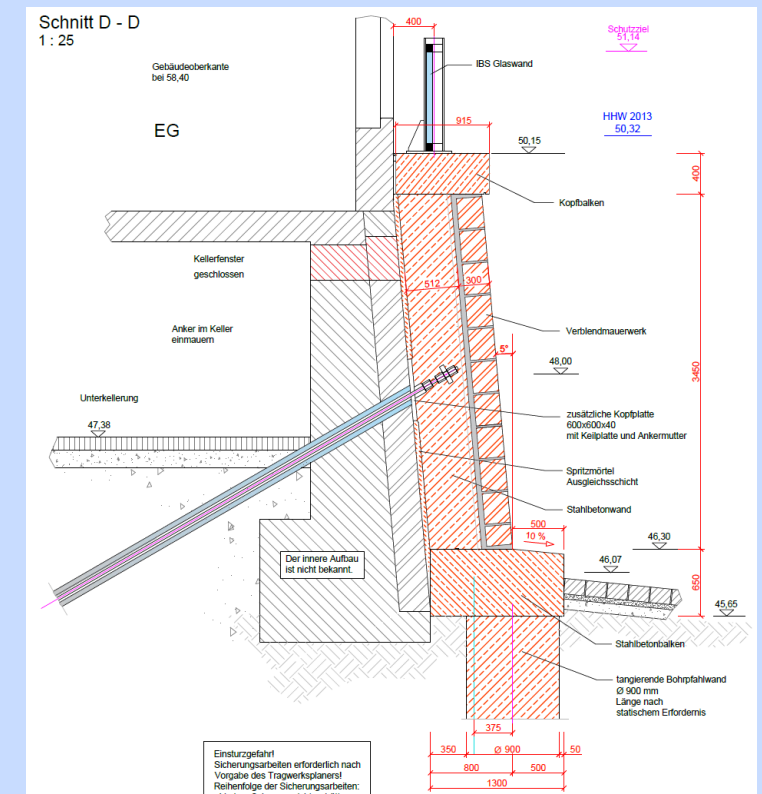 Schnitt D - D
1 : 25
400
Schutzziel
51,14
Gebäudeoberkante
bei 58,40
IBS Glaswand
EG
HHW 2013
50,32
915
50,15
400
Kopfbalken
Kellerfenster
geschlossen
512
300
Anker im Keller
einmauern
Verblendmauerwerk
5°
48,00
3450
Unterkellerung
47,38
zusätzliche Kopfplatte
600x600x40
mit Keilplatte und Ankermutter
Spritzmörtel
Ausgleichsschicht
Stahlbetonwand
500
10 %
46,30
Der innere Aufbau
ist nicht bekannt.
46,07
650
45,65
Stahlbetonbalken
tangierende Bohrpfahlwand
Ø 900 mm
Länge nach
statischem Erfordernis
375
350
Ø 900
50
800
500
1300
Einsturzgefahr!
Sicherungsarbeiten erforderlich nach
Vorgabe des Tragwerksplaners!
Reihenfolge der Sicherungsarbeiten: